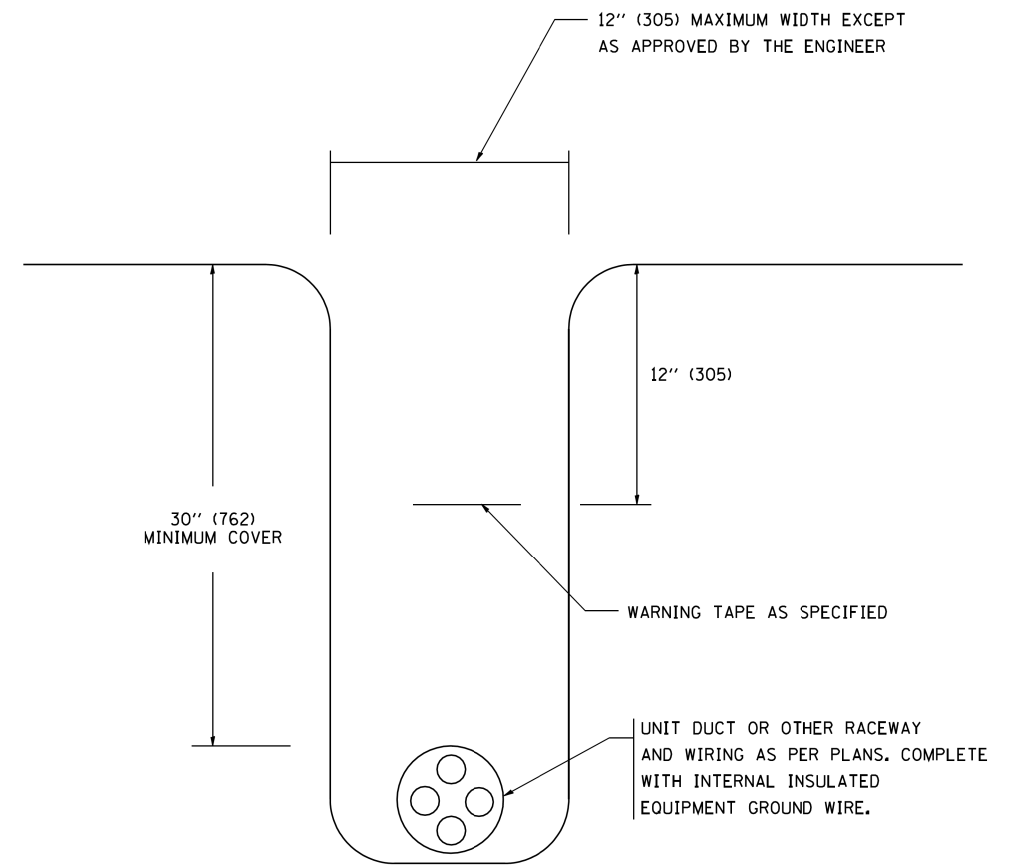 12'' (305) MAXIMUM WIDTH EXCEPT
AS APPROVED BY THE ENGINEER
12'' (305)
30'' (762)
MINIMUM COVER
WARNING TAPE AS SPECIFIED
UNIT DUCT OR OTHER RACEWAY
AND WIRING AS PER PLANS. COMPLETE
WITH INTERNAL INSULATED
EQUIPMENT GROUND WIRE.